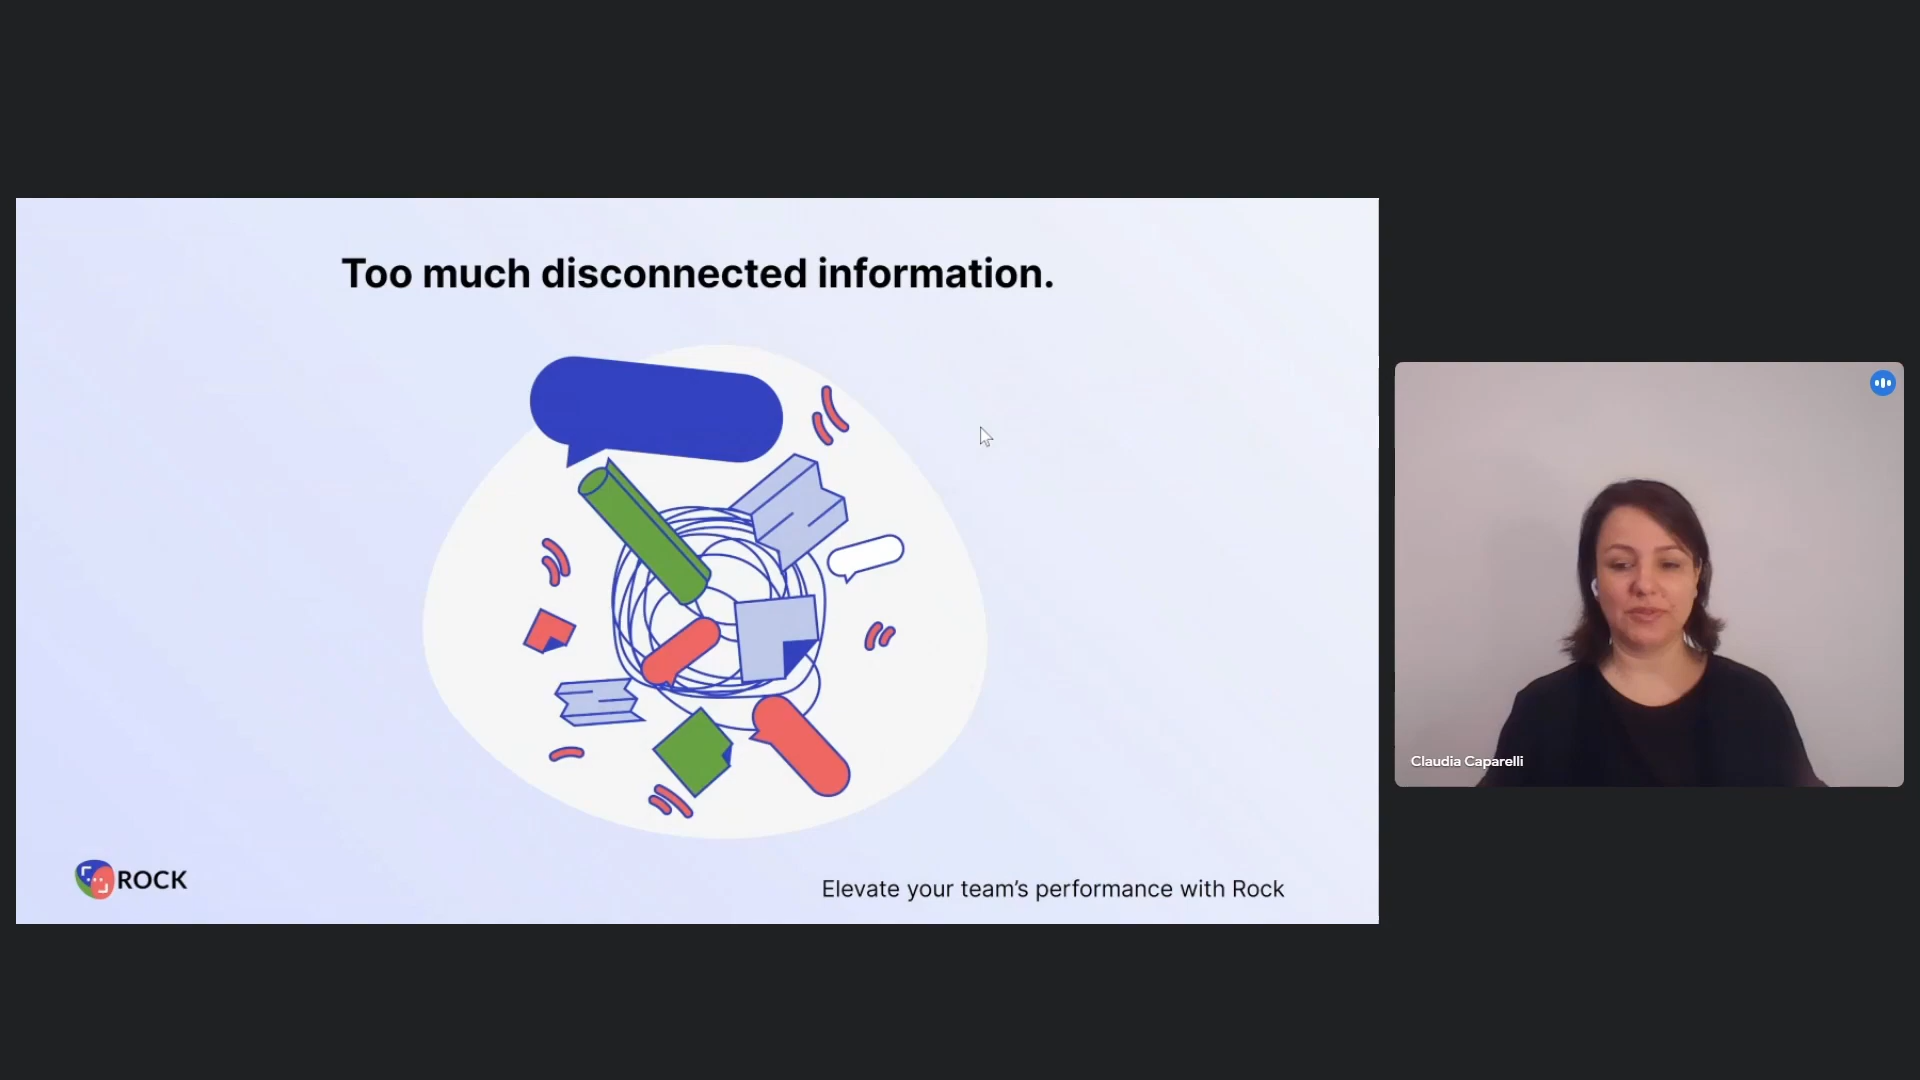 Too much disconnected information.
ROCK
Elevate your team's performance with Rock
Claudia Caparelli